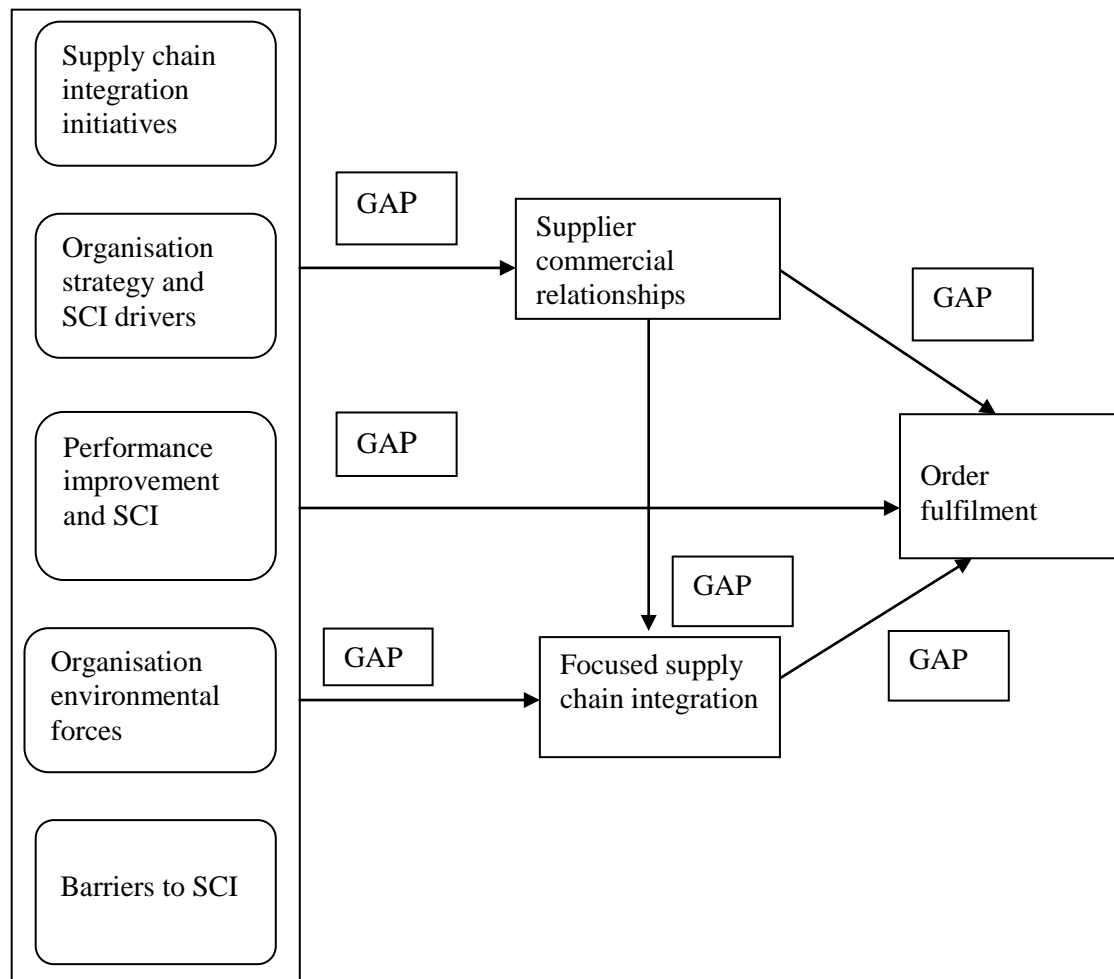 Supply chain
integration
initiatives
Organisation
strategy and
SCI drivers
Performance
improvement
and SCI
Organisation
environmental
forces
Barriers to SCI
GAP
GAP
GAP
Supplier
commercial
relationships
GAP
Focused supply
chain integration
GAP
GAP
Order
fulfilment